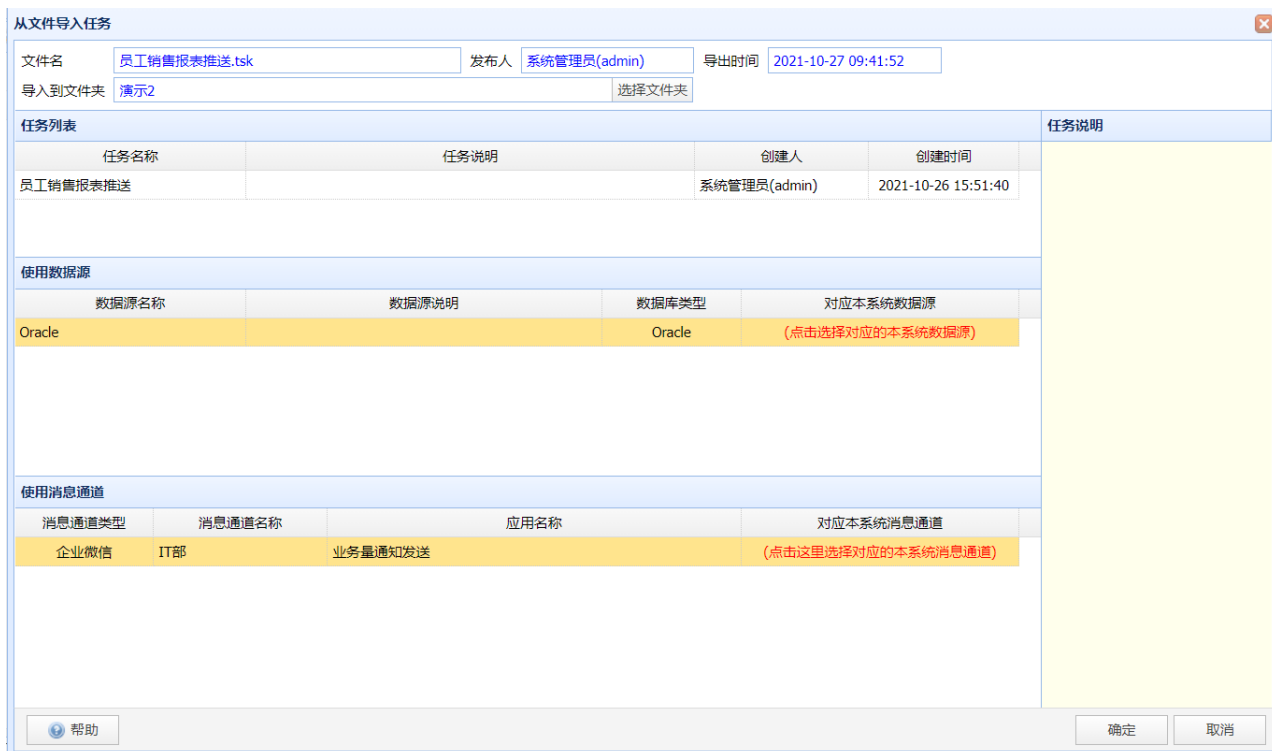 从文件导入任务
文件名 员工销售报表推送.tsk 发布人 系统管理员(admin) 导出时间 2021-10-27 09:41:52
导入到文件夹 演示2 选择文件夹
任务列表 任务说明
任务名称 任务说明 创建人 创建时间
员工销售报表推送 系统管理员(admin) 2021-10-26 15:51:40
使用数据源
数据源名称 数据源说明 数据库类型 对应本系统数据源
Oracle Oracle (点击选择对应的本系统数据源)
使用消息通道
消息通道类型 消息通道名称 应用名称 对应本系统消息通道
企业微信 IT部 业务量通知发送 (点击这里选择对应的本系统消息通道)
帮助 确定 取消